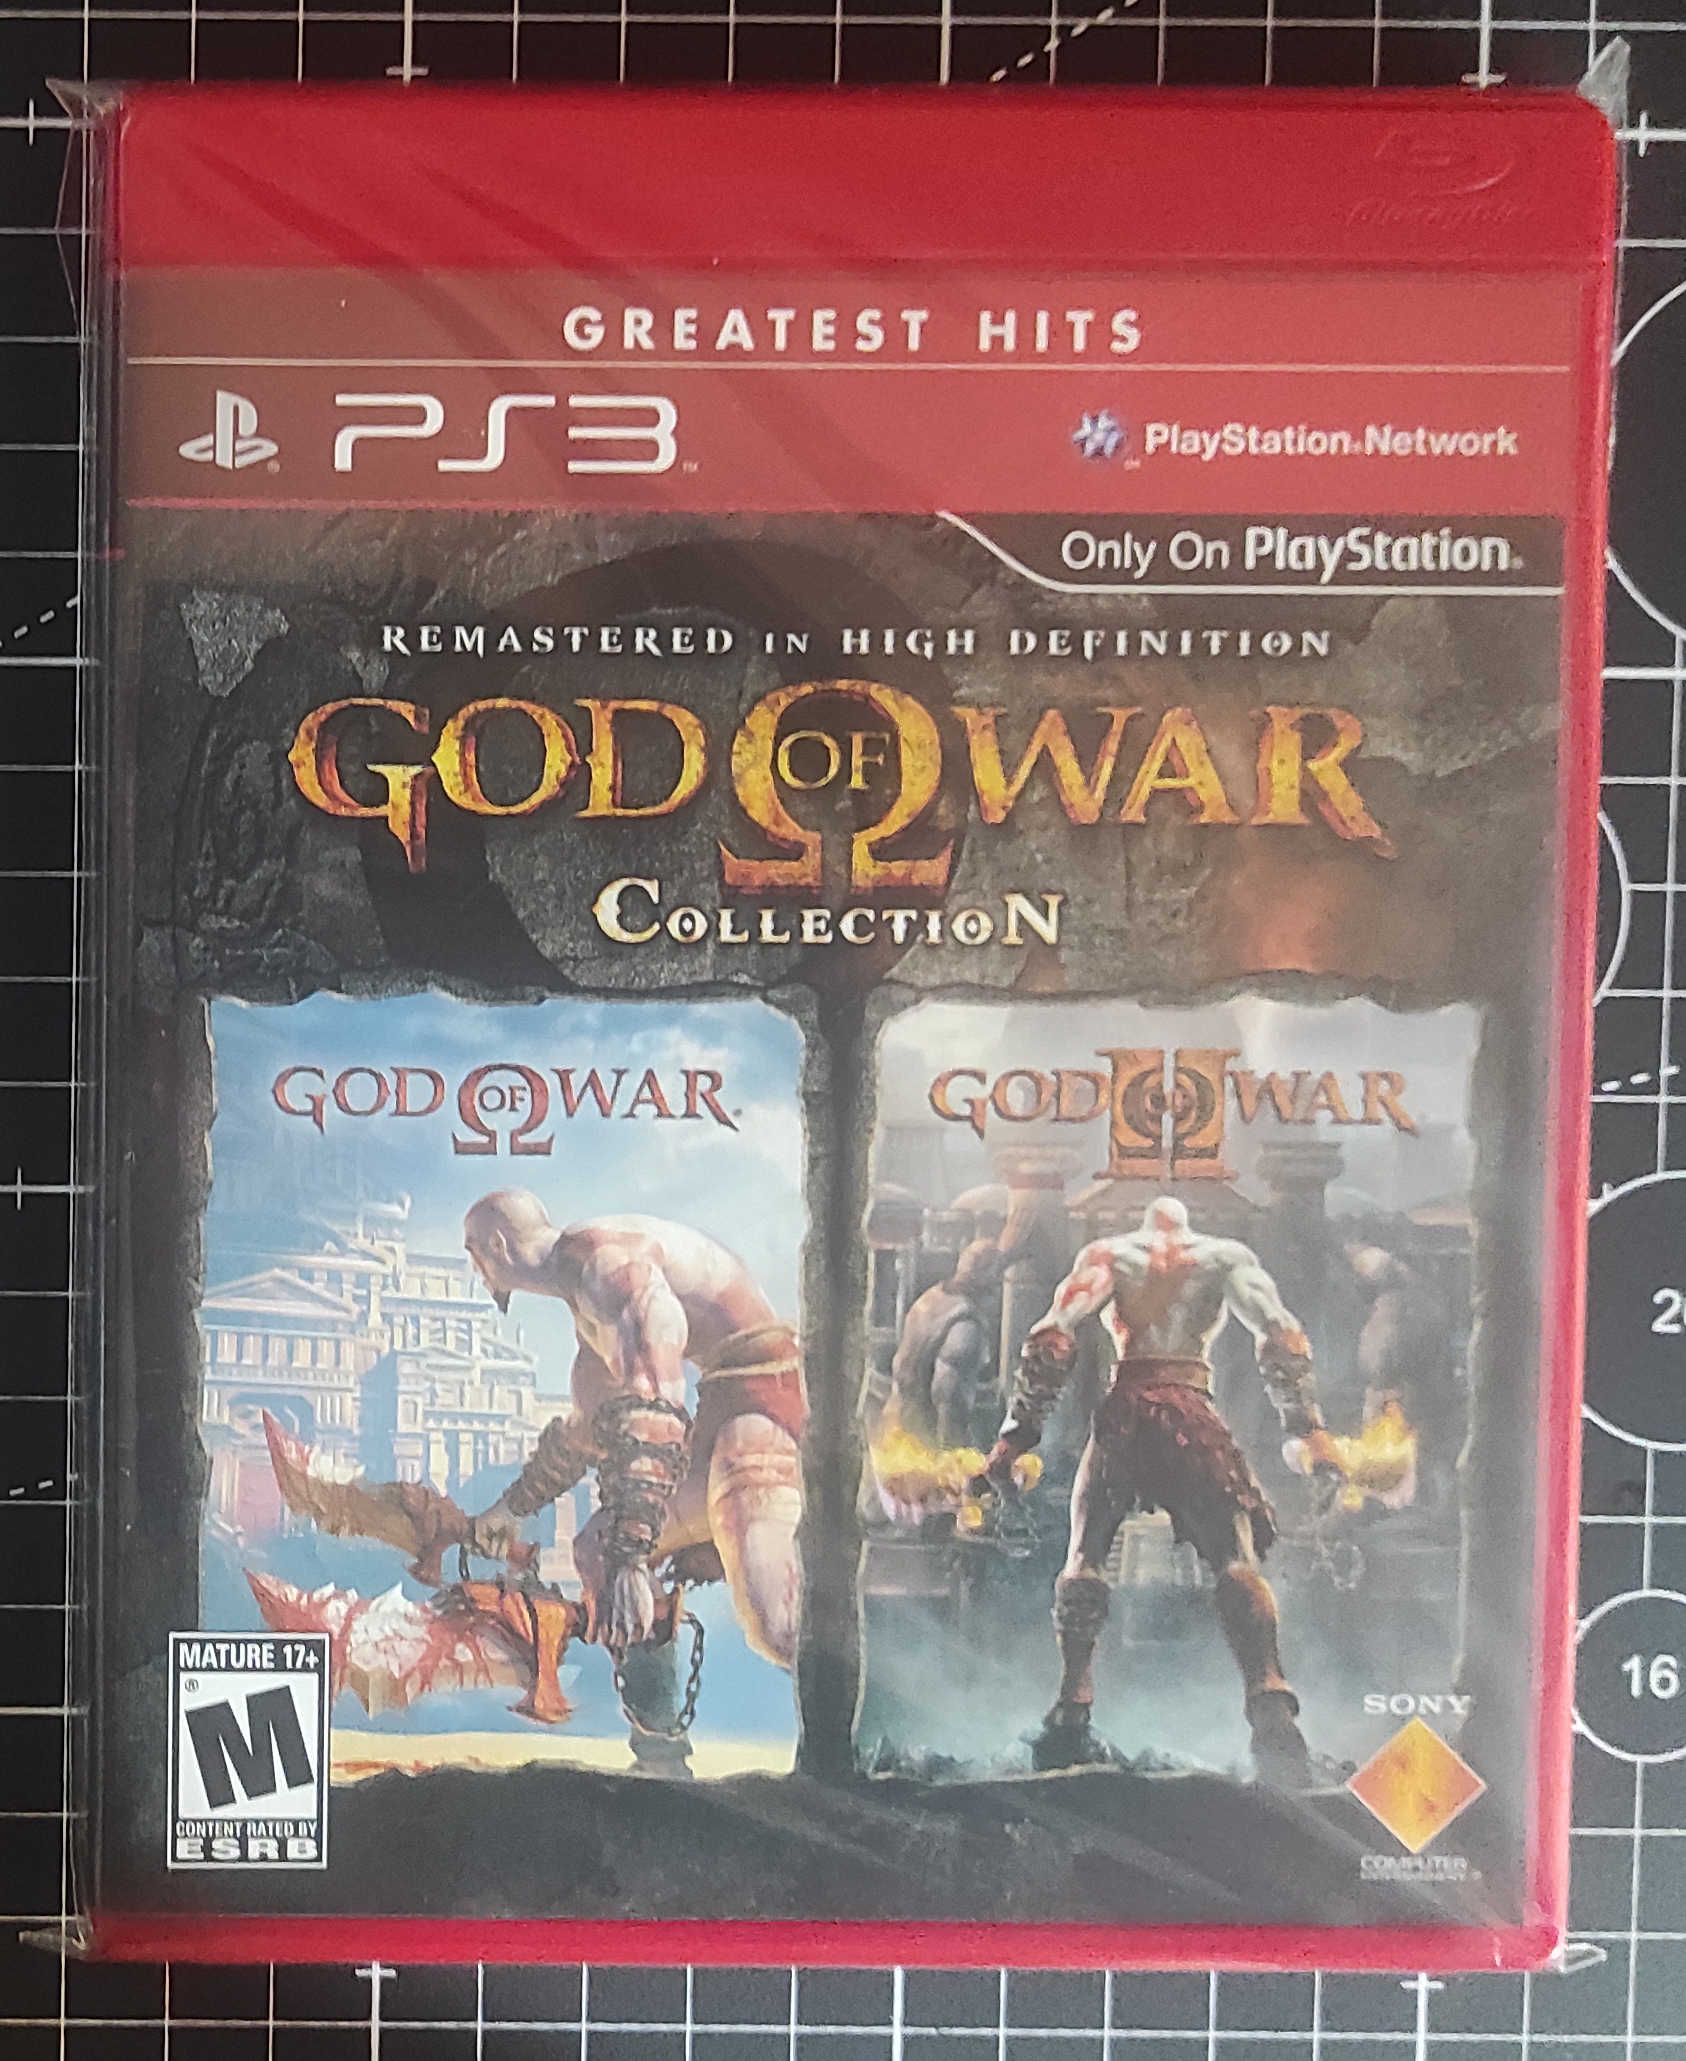 GREATEST HITS
PS3
PlayStation®Network
Only On PlayStation®
REMASTERED IN HIGH DEFINITION
GOD OF WAR
COLLECTION
GOD OF WAR
GOD OF WAR
II
MATURE 17+
M
CONTENT RATED BY
ESRB
SONY
COMPUTER
16